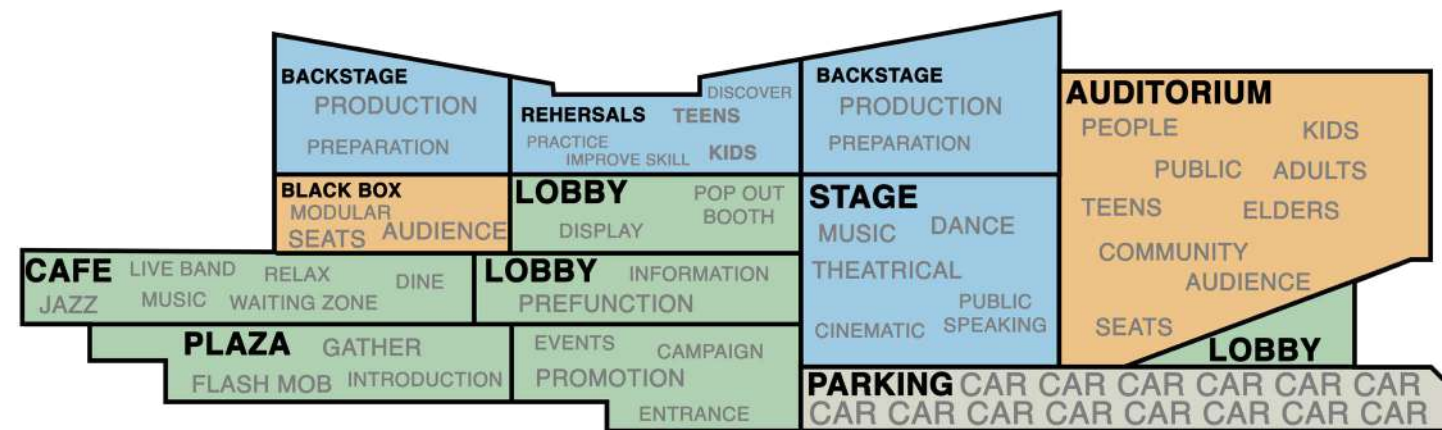 BACKSTAGE
PRODUCTION
PREPARATION
REHERSALS
DISCOVER
TEENS
PRACTICE
IMPROVE SKILL
KIDS
BACKSTAGE
PRODUCTION
PREPARATION
AUDITORIUM
PEOPLE
KIDS
PUBLIC
ADULTS
TEENS
ELDERS
COMMUNITY
AUDIENCE
SEATS
BLACK BOX
MODULAR
SEATS
AUDIENCE
LOBBY
POP OUT
BOOTH
DISPLAY
STAGE
MUSIC
DANCE
THEATRICAL
PUBLIC
SPEAKING
CINEMATIC
CAFE
LIVE BAND
RELAX
DINE
JAZZ
MUSIC
WAITING ZONE
LOBBY
INFORMATION
PREFUNCTION
PLAZA
GATHER
FLASH MOB
INTRODUCTION
EVENTS
CAMPAIGN
PROMOTION
ENTRANCE
LOBBY
PARKING CAR CAR CAR CAR CAR CAR
CAR CAR CAR CAR CAR CAR CAR CAR